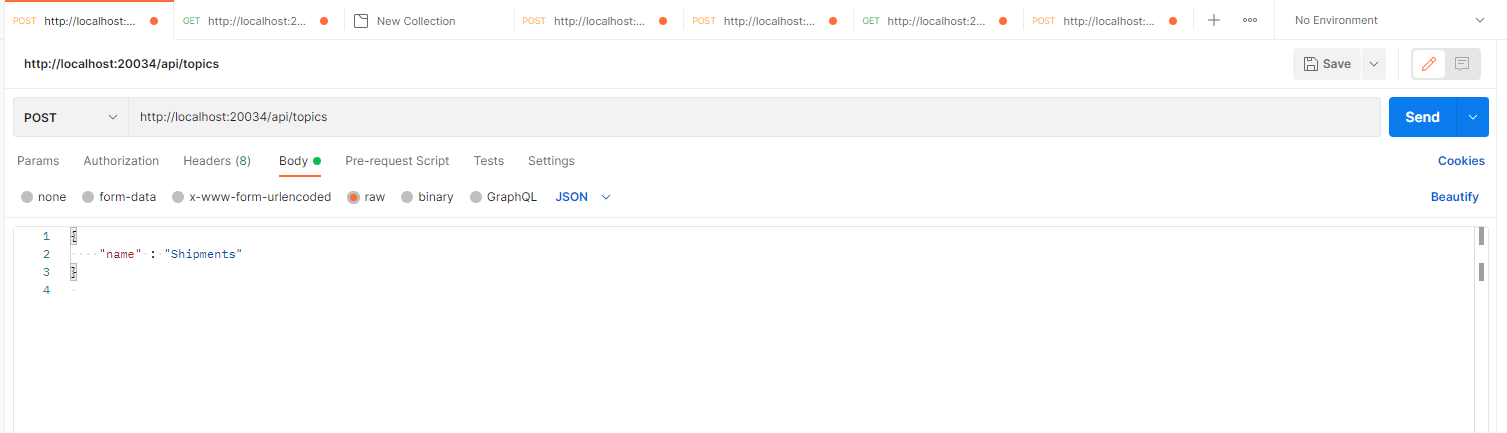 POST http://localhost:... GET http://localhost:2... New Collection POST http://localhost:... POST http://localhost:... GET http://localhost:2... POST http://localhost:... No Environment
http://localhost:20034/api/topics Save
POST http://localhost:20034/api/topics Send
Params Authorization Headers (8) Body Pre-request Script Tests Settings Cookies
none form-data x-www-form-urlencoded raw binary GraphQL JSON Beautify
1 {
2 "name" : "Shipments"
3 }
4